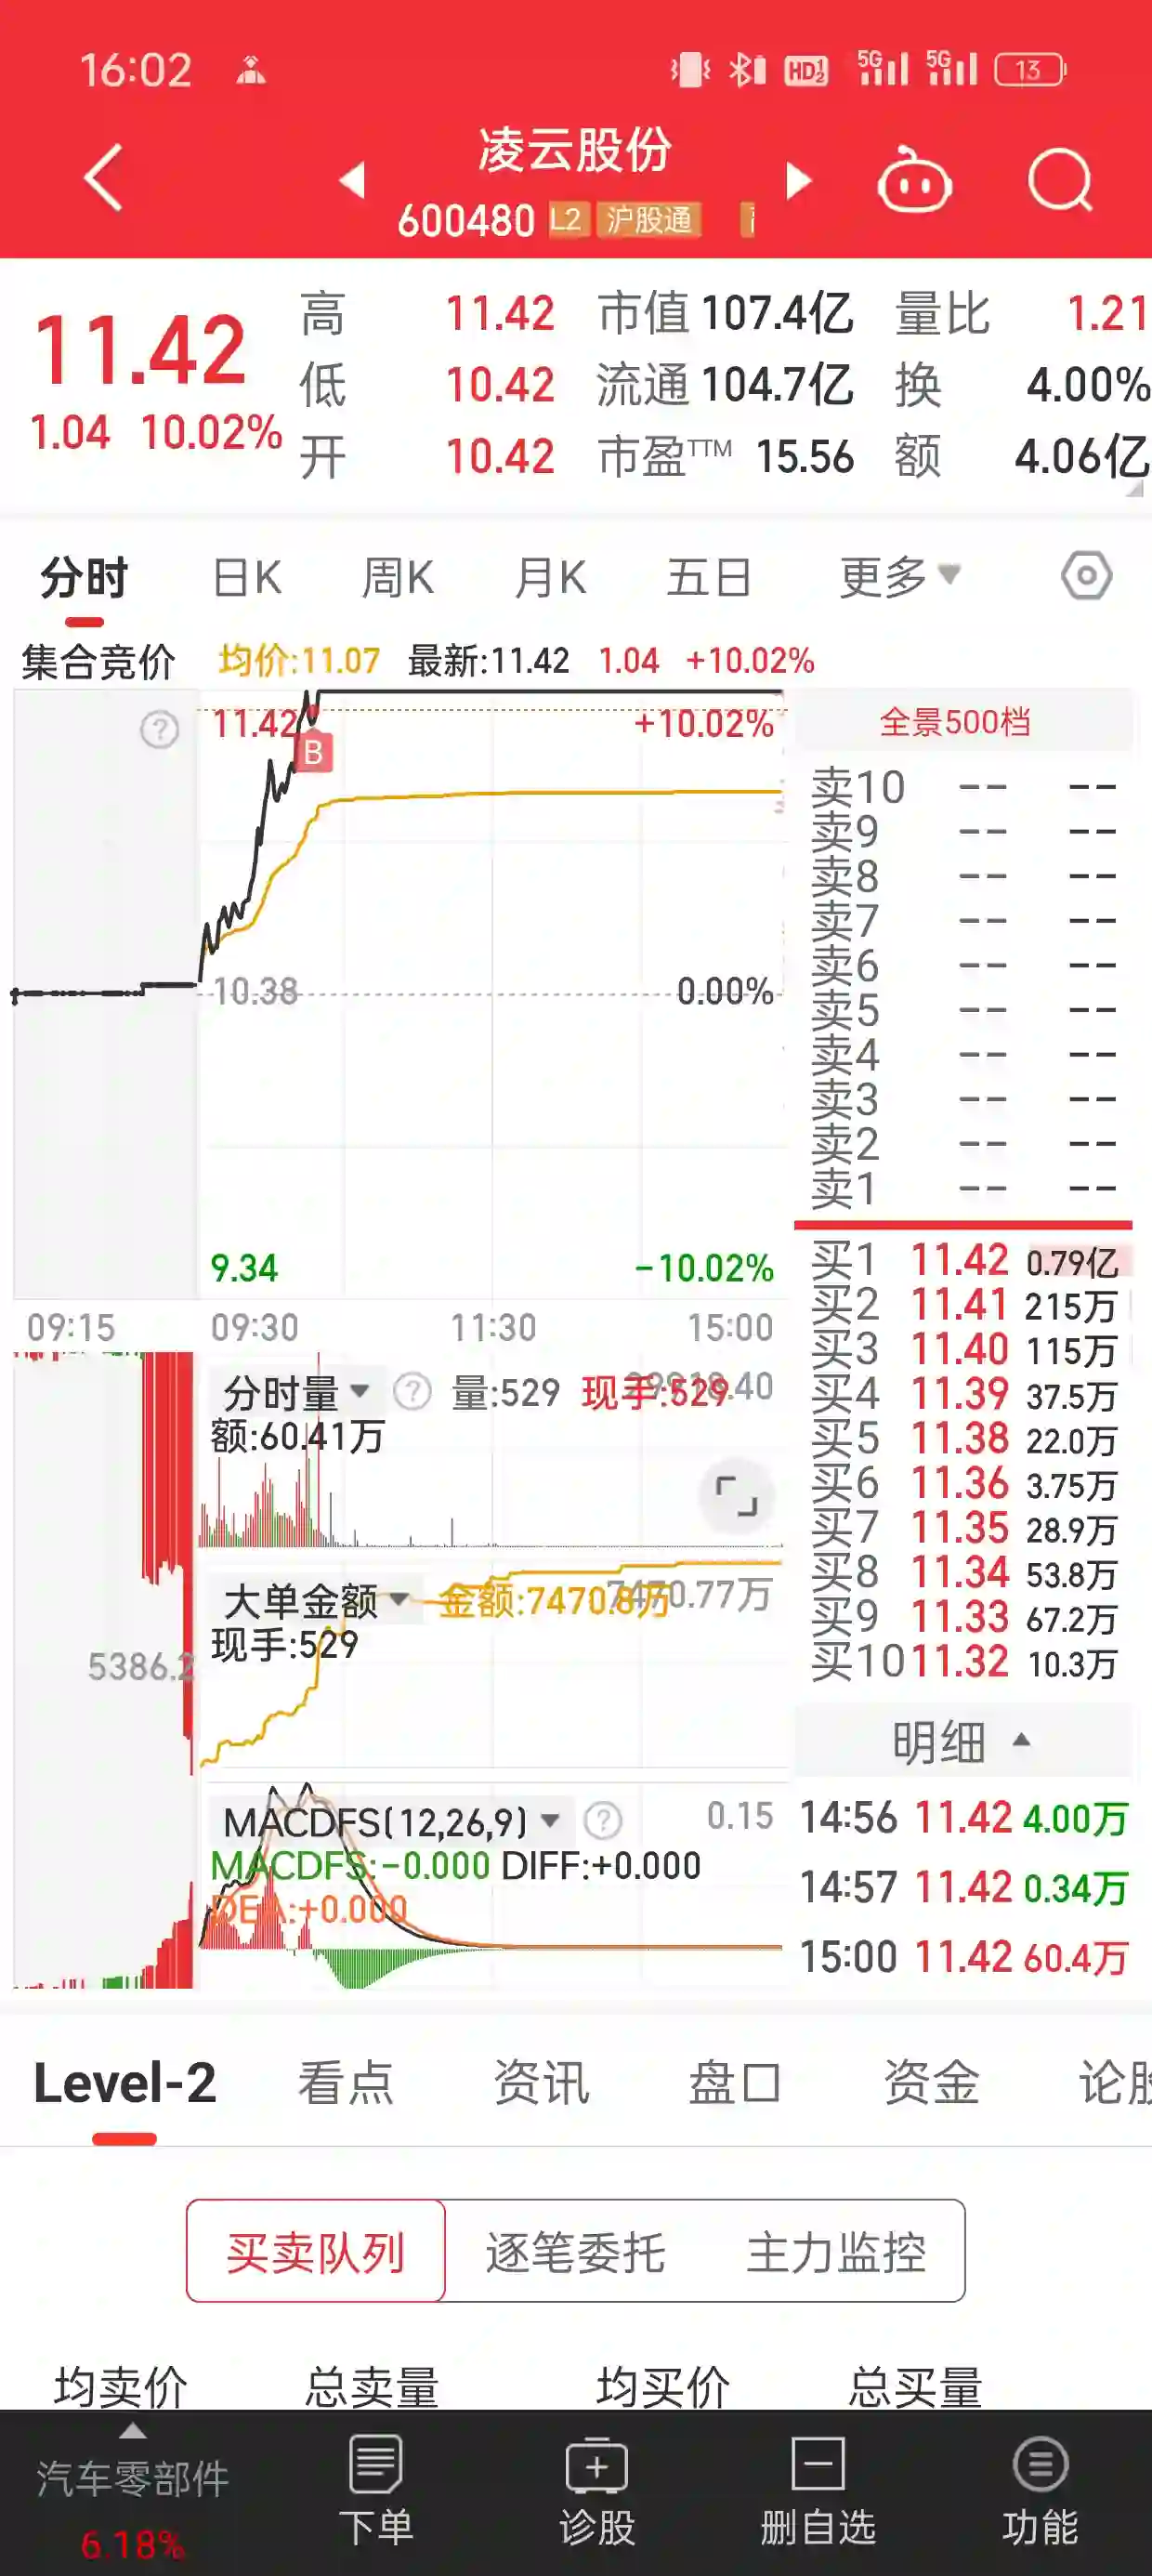 16:02 HD 1 2 5G 5G 13
凌云股份
600480 L2 沪股通
11.42 高 11.42 市值 107.4亿 量比 1.21
1.04 10.02% 低 10.42 流通 104.7亿 换 4.00%
开 10.42 市盈TTM 15.56 额 4.06亿
分时 日K 周K 月K 五日 更多
集合竞价 均价:11.07 最新:11.42 1.04 +10.02%
11.42 +10.02%
B
10.38 0.00%
9.34 -10.02%
09:15 09:30 11:30 15:00
全景500档
卖10 -- --
卖9 -- --
卖8 -- --
卖7 -- --
卖6 -- --
卖5 -- --
卖4 -- --
卖3 -- --
卖2 -- --
卖1 -- --
买1 11.42 0.79亿
买2 11.41 215万
买3 11.40 115万
买4 11.39 37.5万
买5 11.38 22.0万
买6 11.36 3.75万
买7 11.35 28.9万
买8 11.34 53.8万
买9 11.33 67.2万
买10 11.32 10.3万
分时量 ? 量:529 现手:529
额:60.41万
大单金额 金额:7470.8万 7470.77万
现手:529
5386.2
MACDFS(12,26,9) ? 0.15
MACDFS:-0.000 DIFF:+0.000
DEA:+0.000
明细
14:56 11.42 4.00万
14:57 11.42 0.34万
15:00 11.42 60.4万
Level-2 看点 资讯 盘口 资金 论股
买卖队列 逐笔委托 主力监控
均卖价 总卖量 均买价 总买量
汽车零部件
6.18%
下单 诊股 删自选 功能